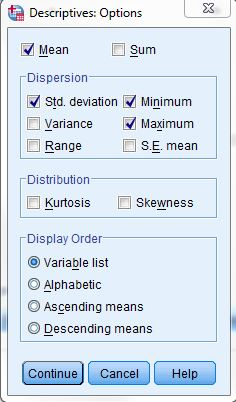 Descriptives: Options
Mean Sum
Dispersion
Std. deviation Minimum
Variance Maximum
Range S.E. mean
Distribution
Kurtosis Skewness
Display Order
Variable list
Alphabetic
Ascending means
Descending means
Continue Cancel Help